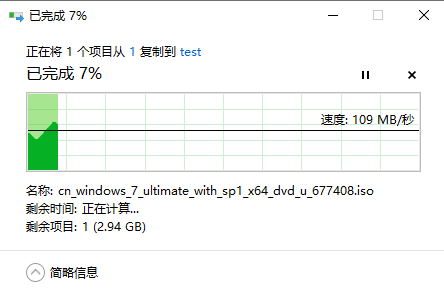 已完成 7%
正在将 1 个项目从 1 复制到 test
已完成 7%
速度: 109 MB/秒
名称: cn_windows_7_ultimate_with_sp1_x64_dvd_u_677408.iso
剩余时间: 正在计算...
剩余项目: 1 (2.94 GB)
简略信息